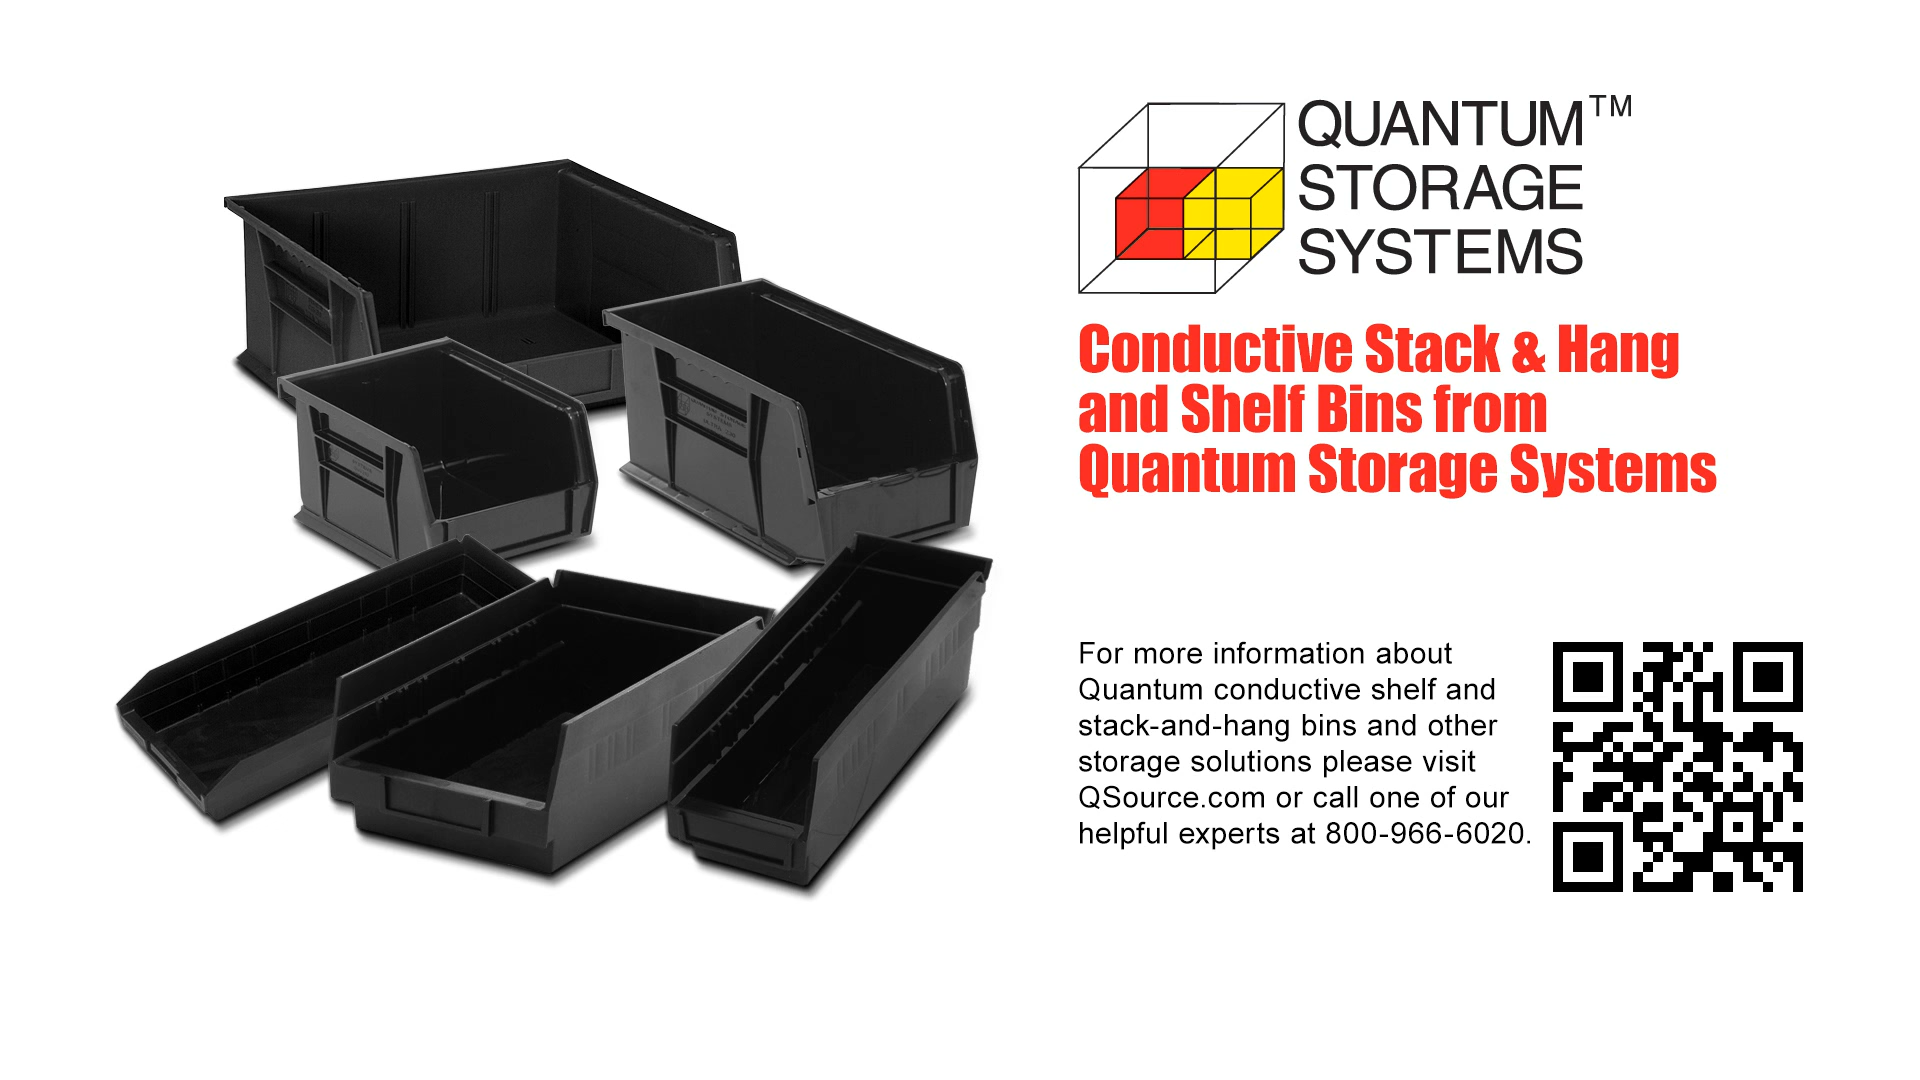 QUANTUM™
STORAGE
SYSTEMS
Conductive Stack & Hang
and Shelf Bins from
Quantum Storage Systems
For more information about
Quantum conductive shelf and
stack-and-hang bins and other
storage solutions please visit
QSource.com or call one of our
helpful experts at 800-966-6020.